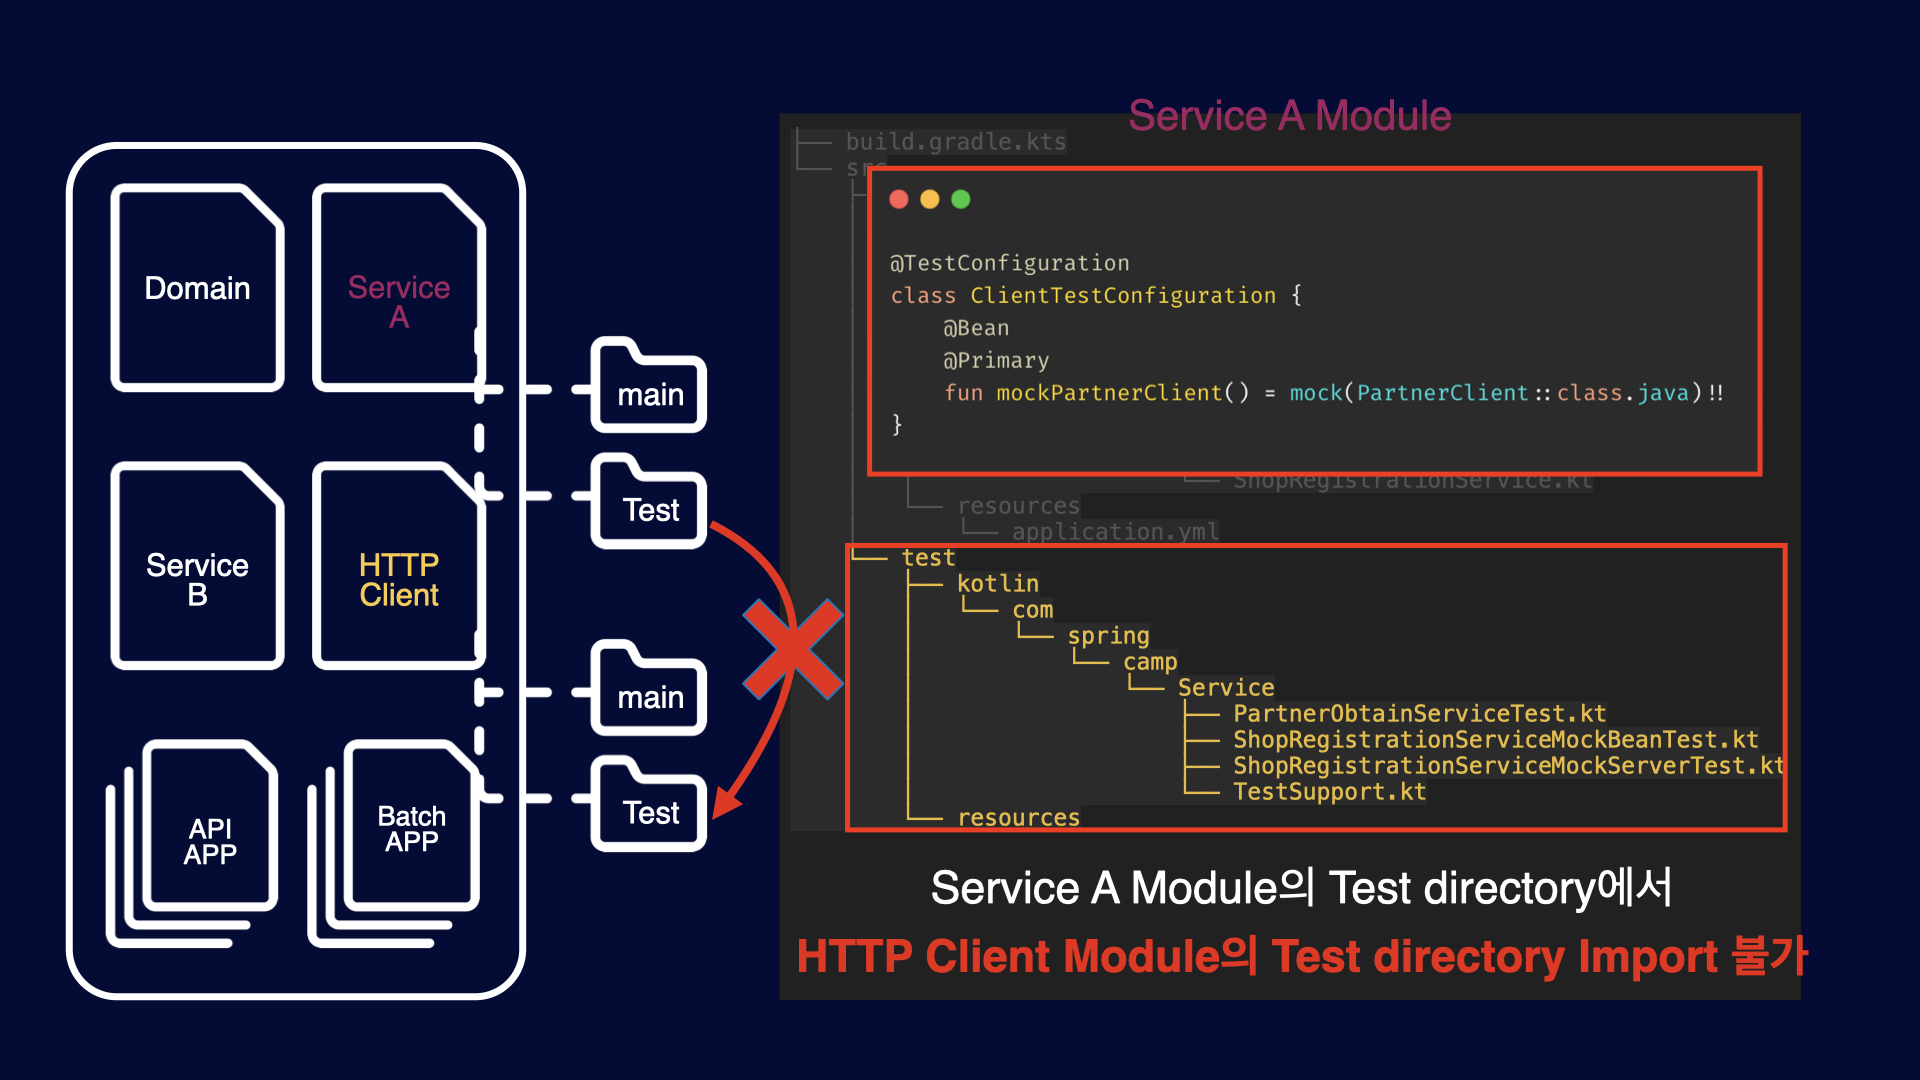 Domain
Service
A
Service
B
HTTP
Client
API
APP
Batch
APP
main
Test
main
Test
Service A Module
build.gradle.kts
src
@TestConfiguration
class ClientTestConfiguration {
@Bean
@Primary
fun mockPartnerClient() = mock(PartnerClient::class.java)!!
}
ShopRegistrationService.kt
resources
application.yml
test
kotlin
com
spring
camp
Service
PartnerObtainServiceTest.kt
ShopRegistrationServiceMockBeanTest.kt
ShopRegistrationServiceMockServerTest.kt
TestSupport.kt
resources
Service A Module의 Test directory에서
HTTP Client Module의 Test directory Import 불가